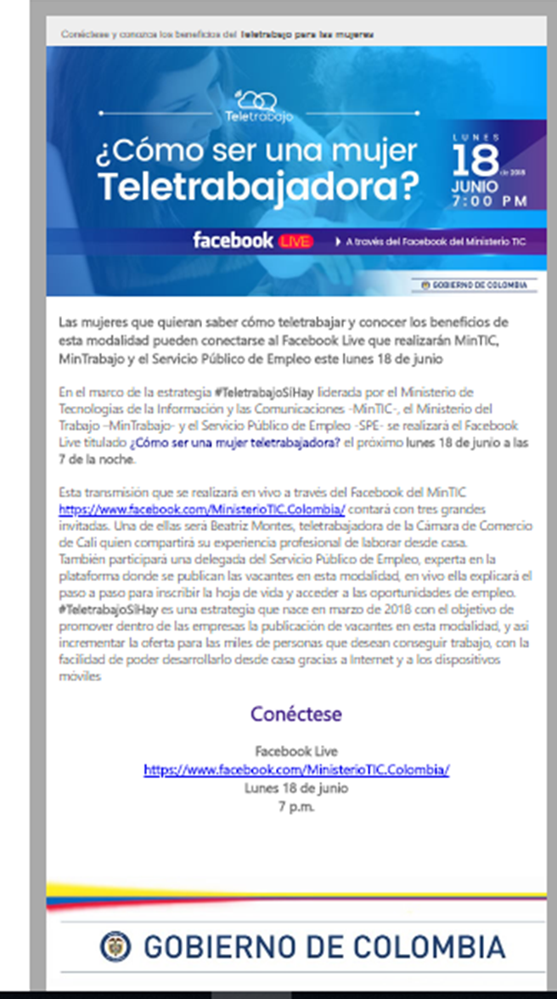 Conéctese y conozca los beneficios del Teletrabajo para las mujeres
Teletrabajo
¿Cómo ser una mujer
Teletrabajadora?
LUNES
18 de 2018
JUNIO
7:00 PM
facebook LIVE
A través del Facebook del Ministerio TIC
GOBIERNO DE COLOMBIA
Las mujeres que quieran saber cómo teletrabajar y conocer los beneficios de
esta modalidad pueden conectarse al Facebook Live que realizarán MinTIC,
MinTrabajo y el Servicio Público de Empleo este lunes 18 de junio
En el marco de la estrategia #TeletrabajoSíHay liderada por el Ministerio de
Tecnologías de la Información y las Comunicaciones -MinTIC-, el Ministerio del
Trabajo –MinTrabajo- y el Servicio Público de Empleo -SPE- se realizará el Facebook
Live titulado ¿Cómo ser una mujer teletrabajadora? el próximo lunes 18 de junio a las
7 de la noche.
Esta transmisión que se realizará en vivo a través del Facebook del MinTIC
https://www.facebook.com/MinisterioTIC.Colombia/ contará con tres grandes
invitadas. Una de ellas será Beatriz Montes, teletrabajadora de la Cámara de Comercio
de Cali quien compartirá su experiencia profesional de laborar desde casa.
También participará una delegada del Servicio Público de Empleo, experta en la
plataforma donde se publican las vacantes en esta modalidad, en vivo ella explicará el
paso a paso para inscribir la hoja de vida y acceder a las oportunidades de empleo.
#TeletrabajoSíHay es una estrategia que nace en marzo de 2018 con el objetivo de
promover dentro de las empresas la publicación de vacantes en esta modalidad, y así
incrementar la oferta para las miles de personas que desean conseguir trabajo, con la
facilidad de poder desarrollarlo desde casa gracias a Internet y a los dispositivos
móviles
Conéctese
Facebook Live
https://www.facebook.com/MinisterioTIC.Colombia/
Lunes 18 de junio
7 p.m.
GOBIERNO DE COLOMBIA